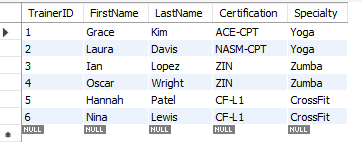 TrainerID FirstName LastName Certification Specialty
1 Grace Kim ACE-CPT Yoga
2 Laura Davis NASM-CPT Yoga
3 Ian Lopez ZIN Zumba
4 Oscar Wright ZIN Zumba
5 Hannah Patel CF-L1 CrossFit
6 Nina Lewis CF-L1 CrossFit
NULL NULL NULL NULL NULL